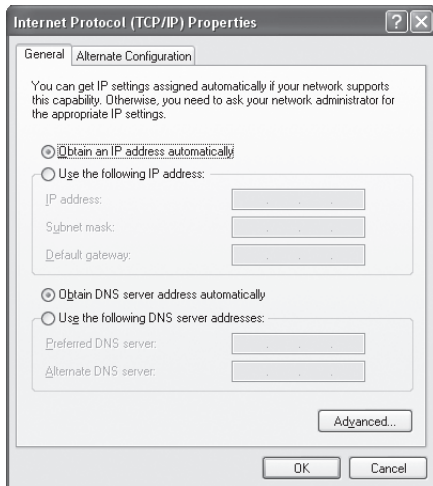 Internet Protocol (TCP/IP) Properties
General
Alternate Configuration
You can get IP settings assigned automatically if your network supports
this capability. Otherwise, you need to ask your network administrator for
the appropriate IP settings.
Obtain an IP address automatically
Use the following IP address:
IP address:
Subnet mask:
Default gateway:
Obtain DNS server address automatically
Use the following DNS server addresses:
Preferred DNS server:
Alternate DNS server:
Advanced...
OK
Cancel